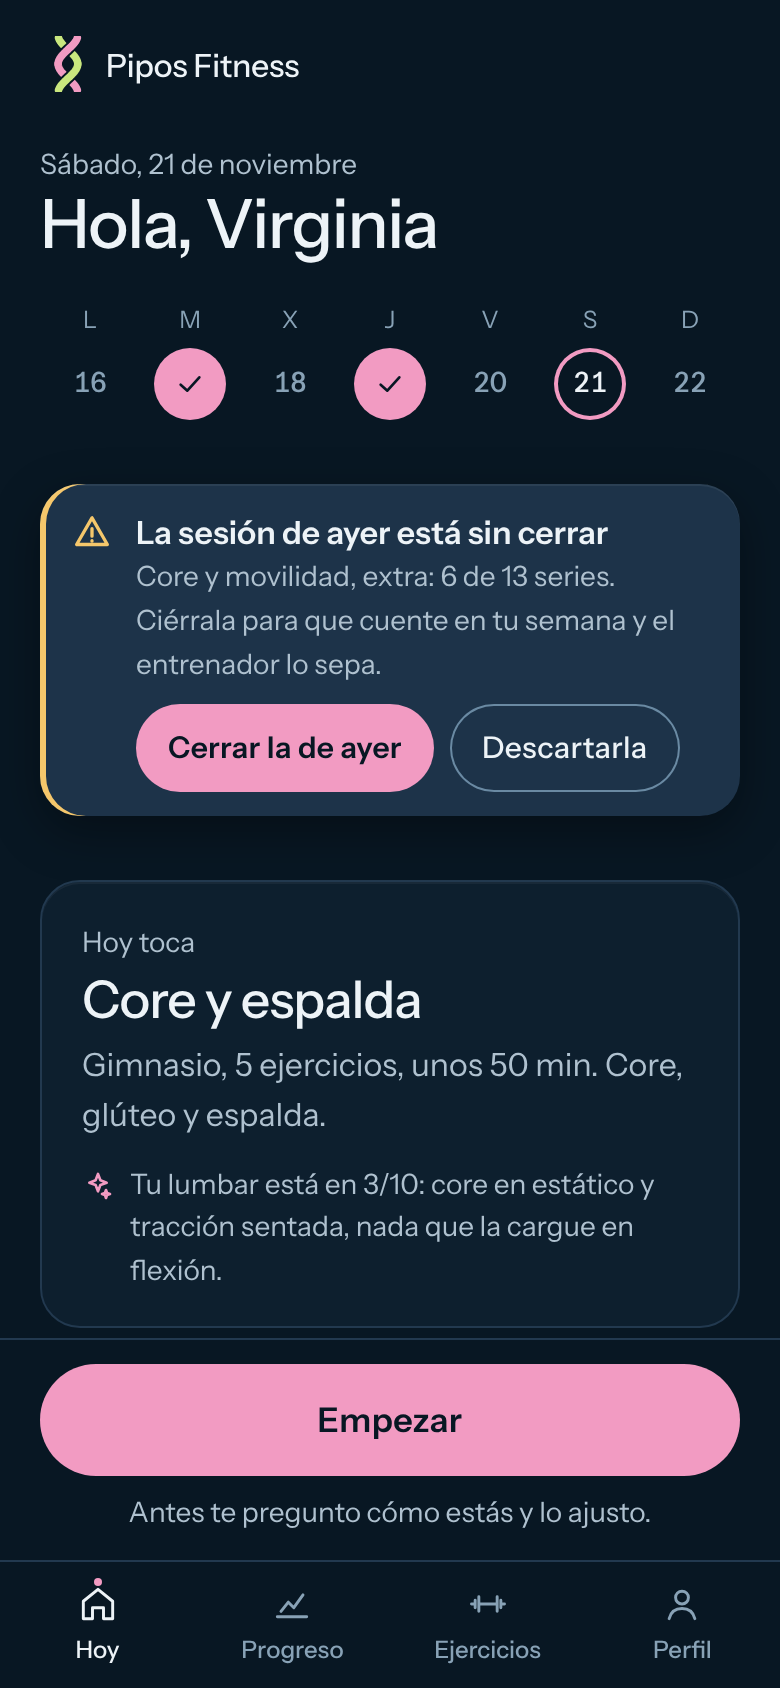 Pipos Fitness
Sábado, 21 de noviembre
Hola, Virginia
L M X J V S D
16 18 20 21 22
La sesión de ayer está sin cerrar
Core y movilidad, extra: 6 de 13 series.
Ciérrala para que cuente en tu semana y el
entrenador lo sepa.
Cerrar la de ayer Descartarla
Hoy toca
Core y espalda
Gimnasio, 5 ejercicios, unos 50 min. Core,
glúteo y espalda.
Tu lumbar está en 3/10: core en estático y
tracción sentada, nada que la cargue en
flexión.
Empezar
Antes te pregunto cómo estás y lo ajusto.
Hoy Progreso Ejercicios Perfil